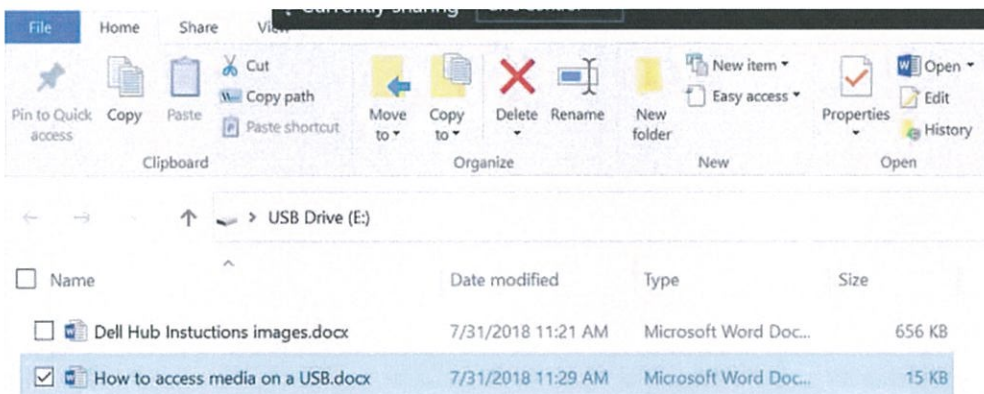 Currently sharing
File Home Share View
Pin to Quick access
Copy
Paste
Cut
Copy path
Paste shortcut
Move to
Copy to
Delete
Rename
New folder
New item
Easy access
Properties
Open
Edit
History
Clipboard Organize New Open
USB Drive (E:)
Name Date modified Type Size
Dell Hub Instuctions images.docx 7/31/2018 11:21 AM Microsoft Word Doc... 656 KB
How to access media on a USB.docx 7/31/2018 11:29 AM Microsoft Word Doc... 15 KB